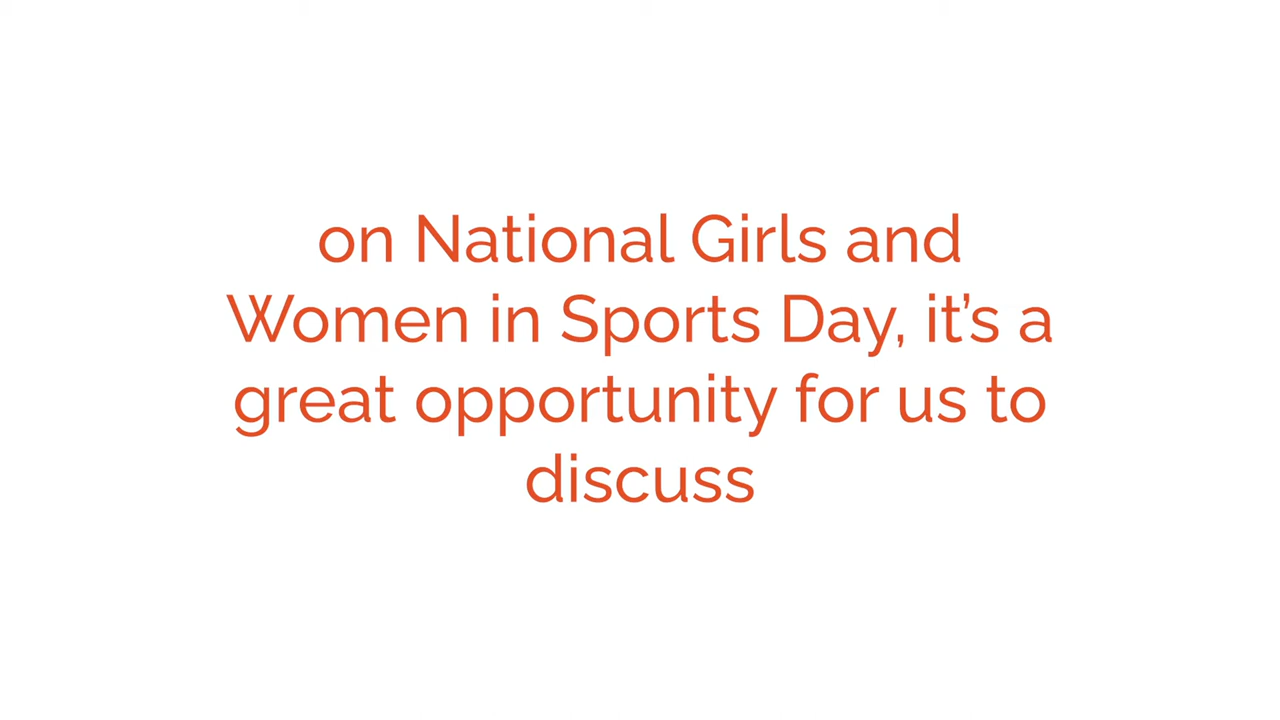 on National Girls and
Women in Sports Day, it’s a
great opportunity for us to
discuss